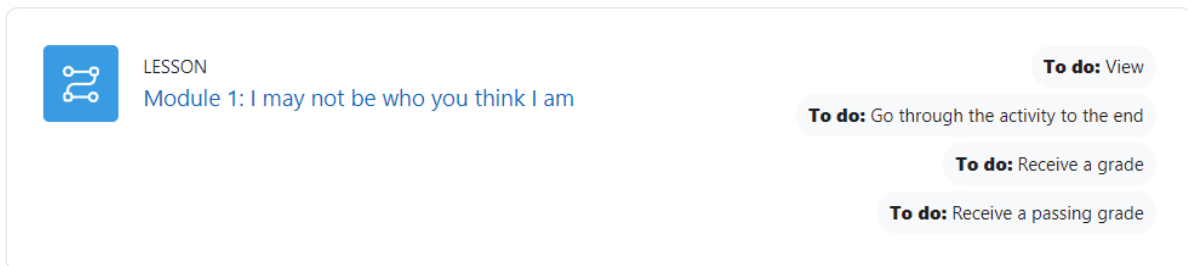 LESSON
Module 1: I may not be who you think I am
To do: View
To do: Go through the activity to the end
To do: Receive a grade
To do: Receive a passing grade